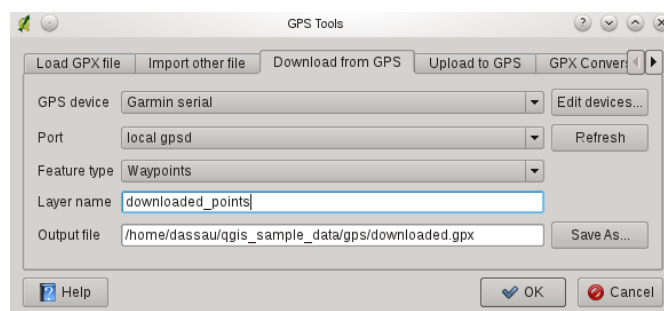 GPS Tools
Load GPX file Import other file Download from GPS Upload to GPS GPX Conver
GPS device Garmin serial Edit devices...
Port local gpsd Refresh
Feature type Waypoints
Layer name downloaded_points
Output file /home/dassau/qgis_sample_data/gps/downloaded.gpx Save As...
Help OK Cancel